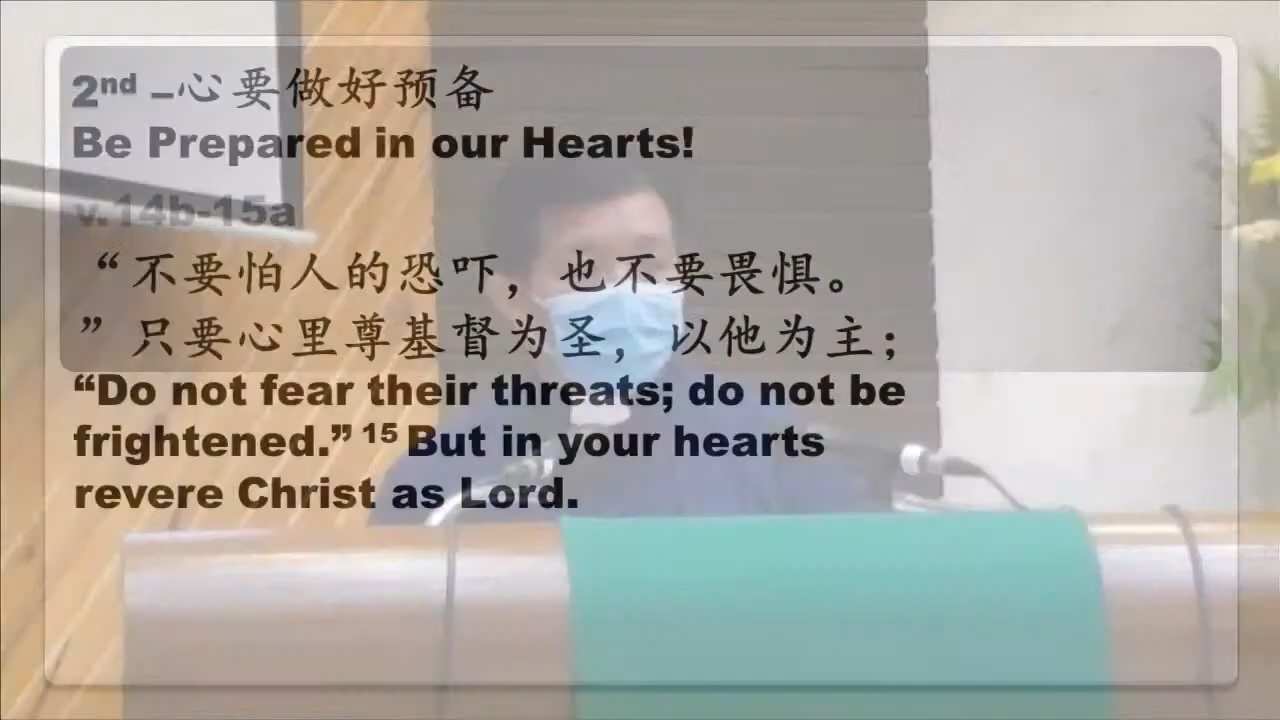 2nd –心要做好预备
Be Prepared in our Hearts!
v.14b-15a
“不要怕人的恐吓，也不要畏惧。
”只要心里尊基督为圣，以他为主；
“Do not fear their threats; do not be
frightened.” 15 But in your hearts
revere Christ as Lord.